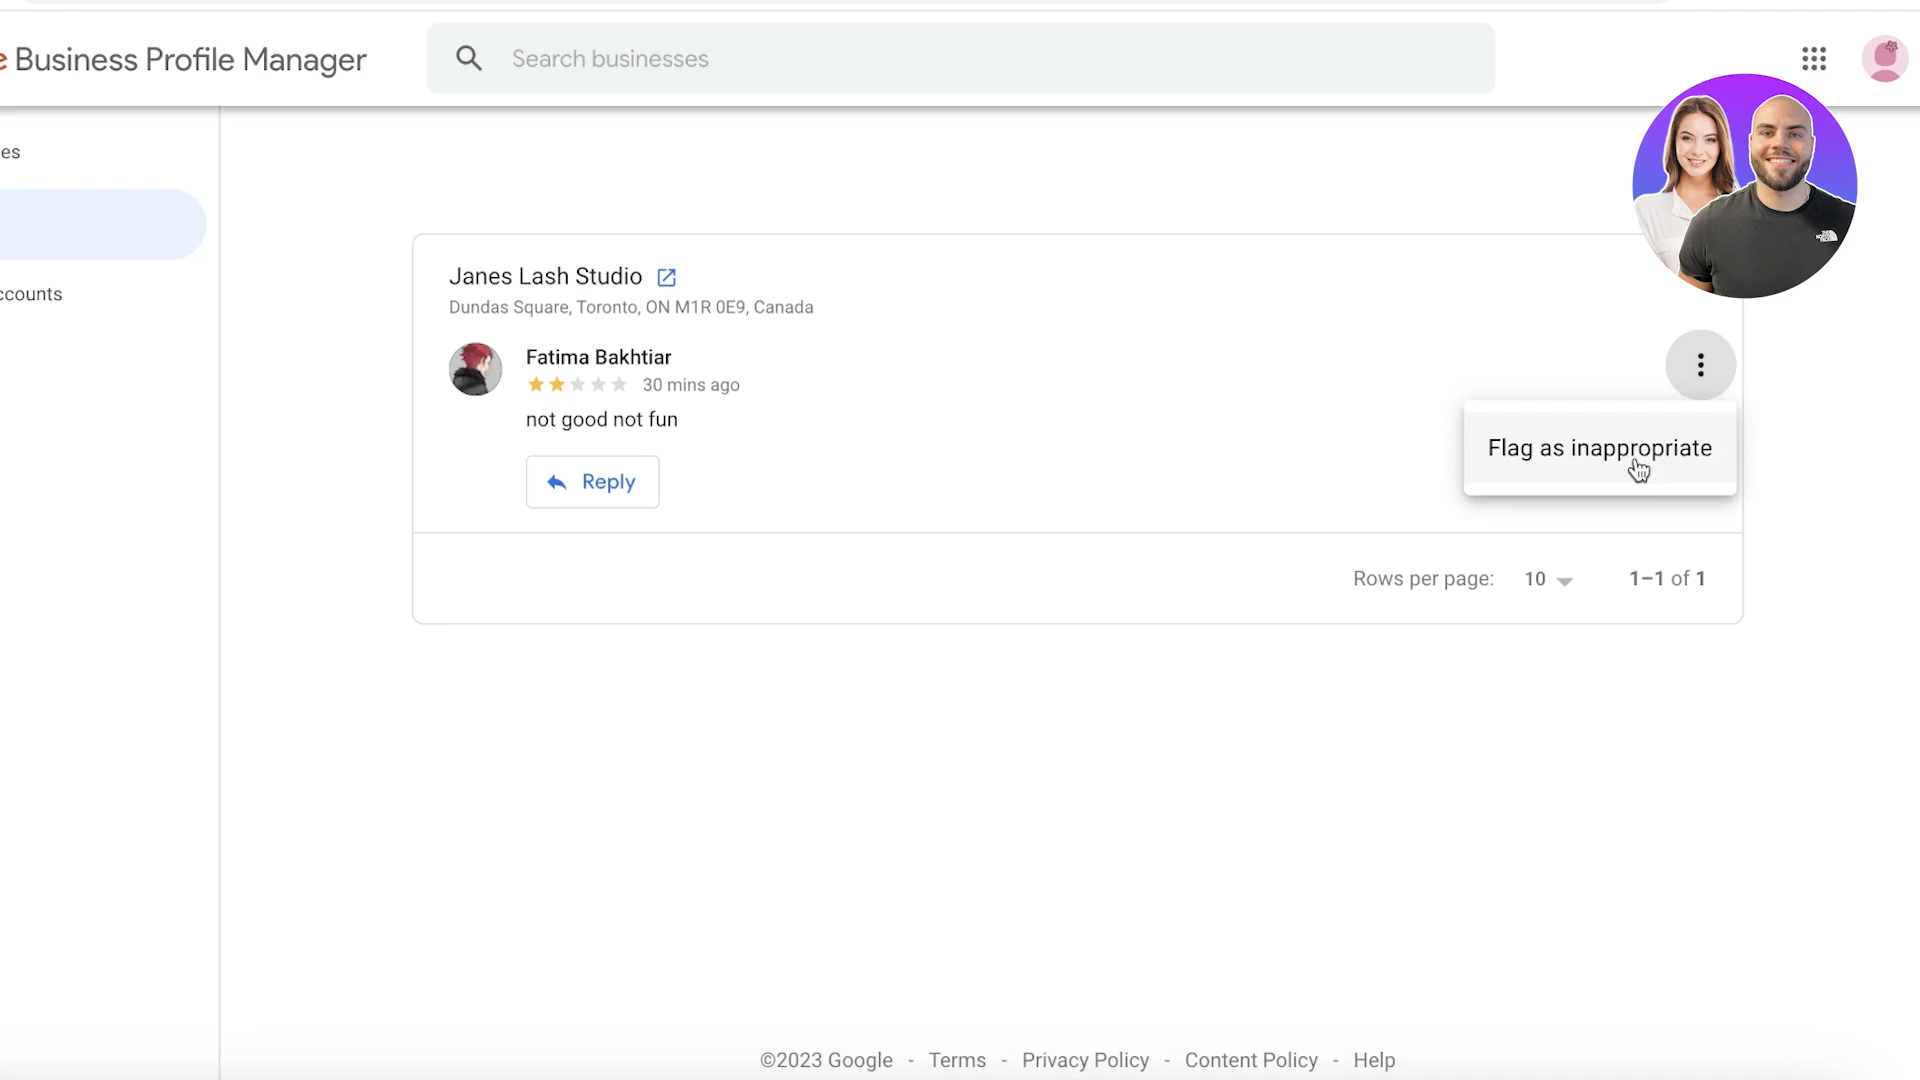 Business Profile Manager
Search businesses
es
ccounts
Janes Lash Studio
Dundas Square, Toronto, ON M1R 0E9, Canada
Fatima Bakhtiar
30 mins ago
not good not fun
Flag as inappropriate
Reply
Rows per page: 10 1–1 of 1
©2023 Google - Terms - Privacy Policy - Content Policy - Help